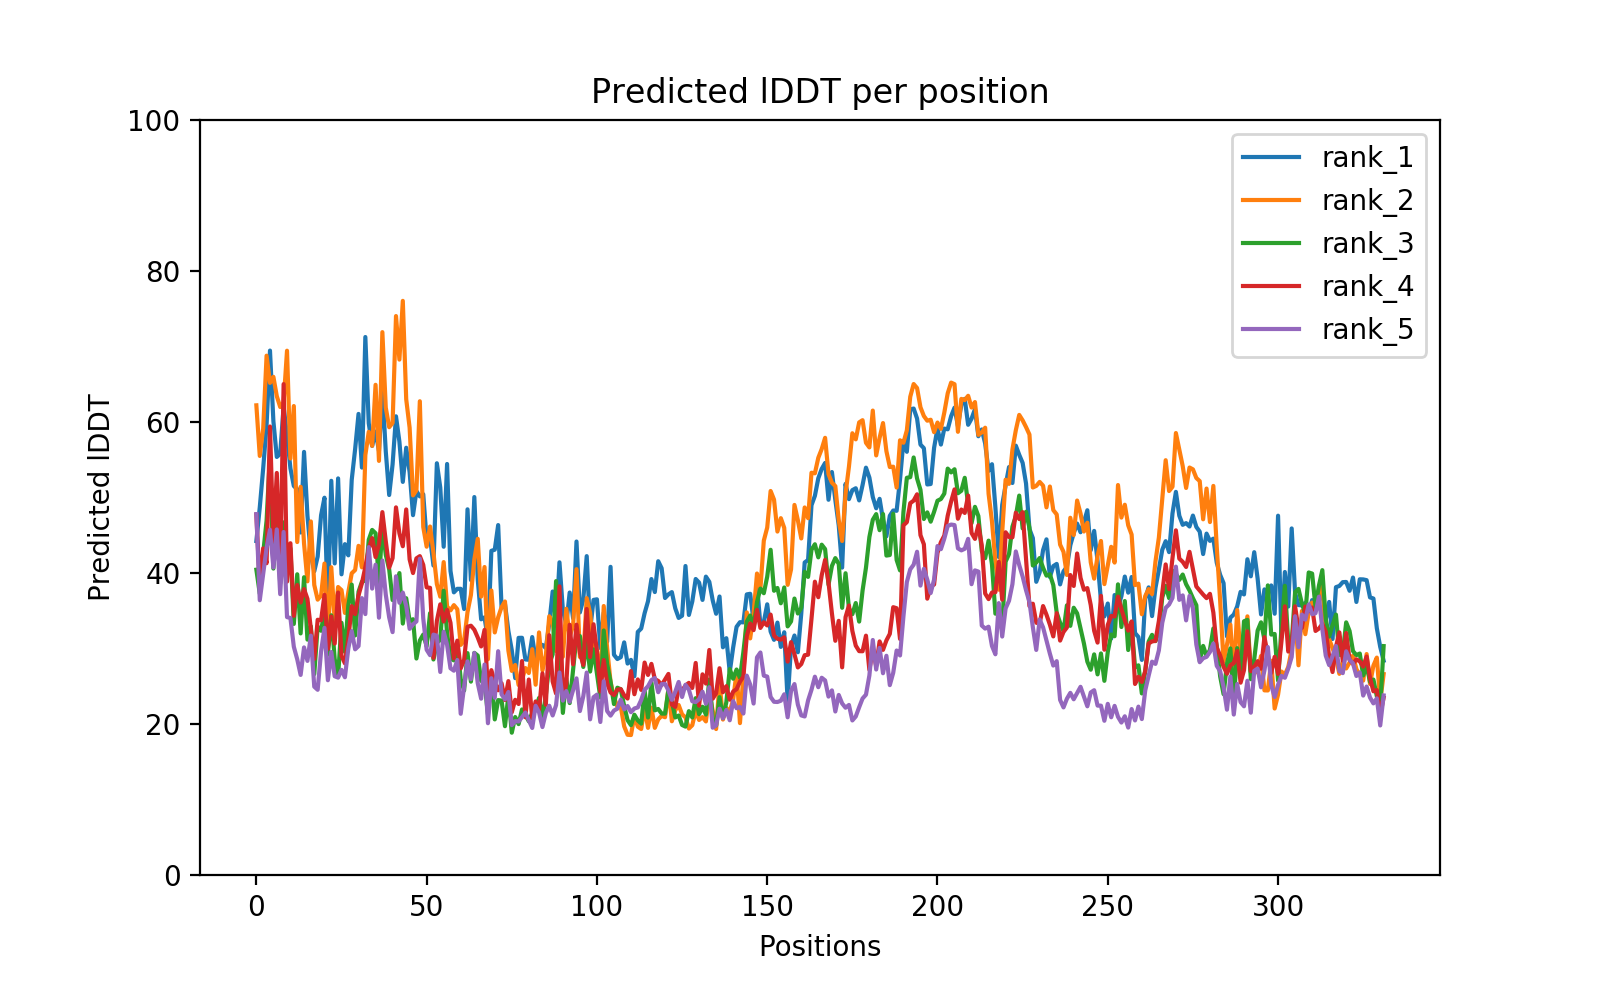 Predicted lDDT per position
100
80
60
40
20
0
Predicted lDDT
rank_1
rank_2
rank_3
rank_4
rank_5
0 50 100 150 200 250 300
Positions